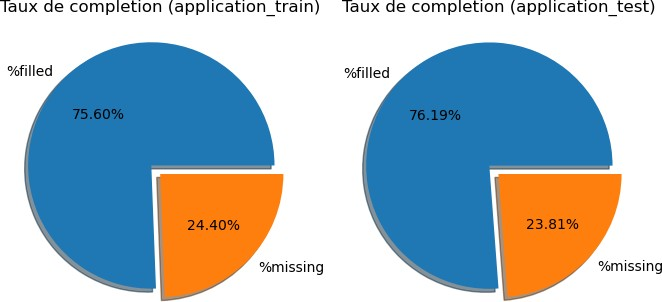 Taux de completion (application_train)
%filled
75.60%
24.40%
%missing
Taux de completion (application_test)
%filled
76.19%
23.81%
%missing